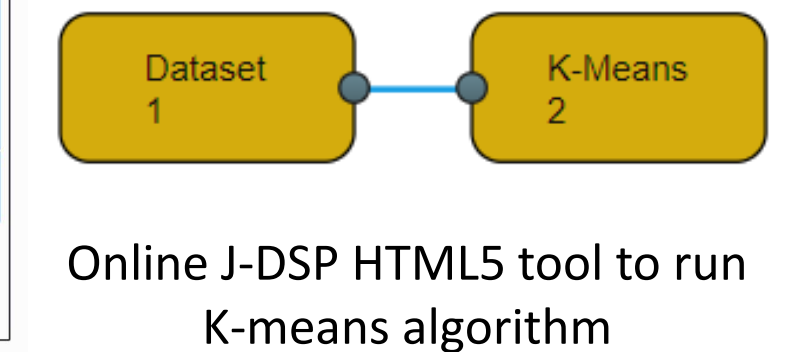 Dataset
1
K-Means
2
Online J-DSP HTML5 tool to run
K-means algorithm